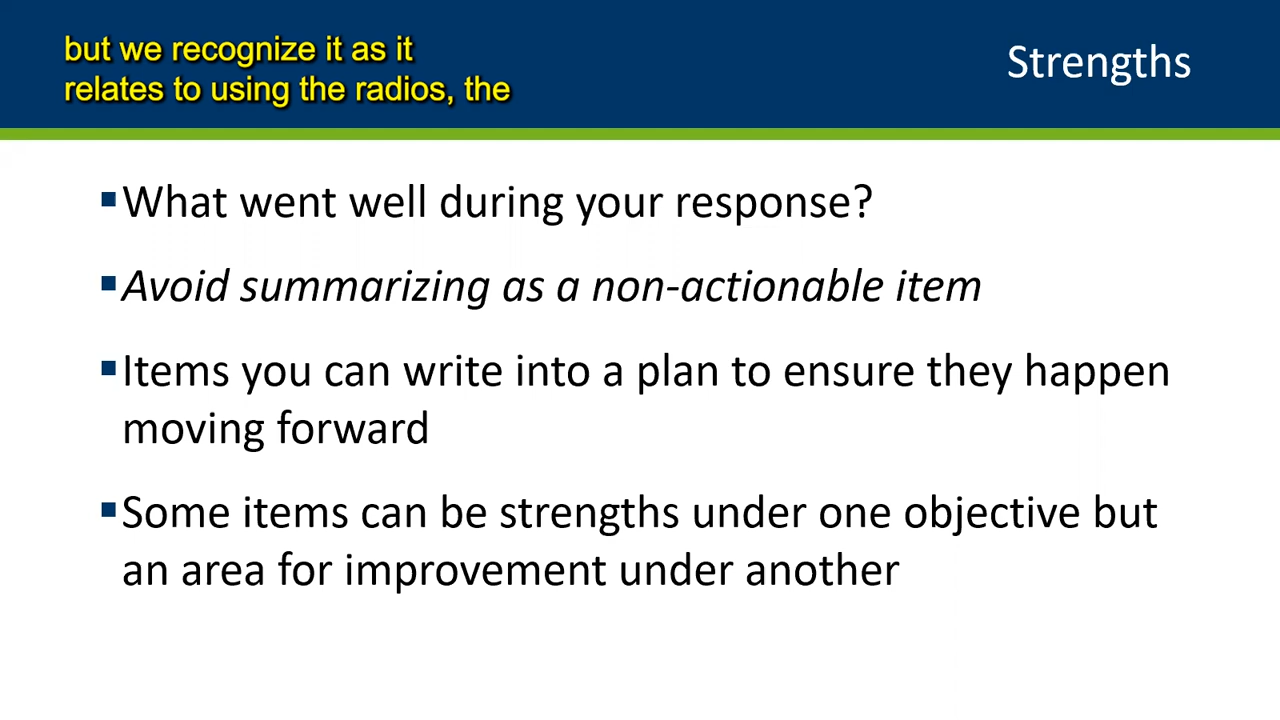 but we recognize it as it
relates to using the radios, the
Strengths
▪What went well during your response?
▪Avoid summarizing as a non-actionable item
▪Items you can write into a plan to ensure they happen
moving forward
▪Some items can be strengths under one objective but
an area for improvement under another